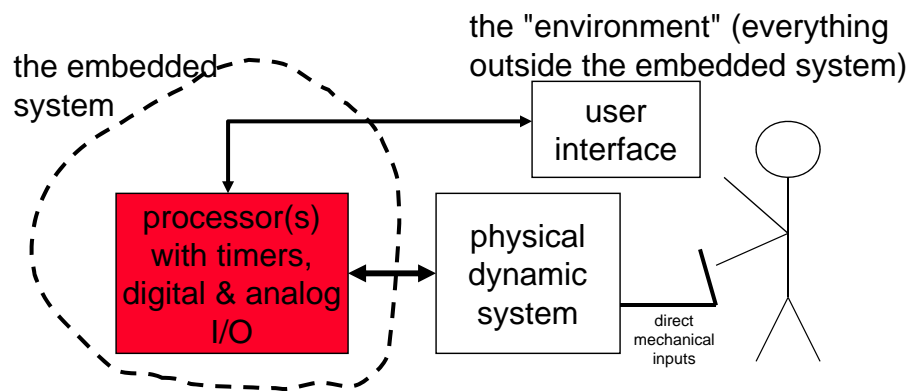 the "environment" (everything
outside the embedded system)
the embedded
system
user
interface
processor(s)
with timers,
digital & analog
I/O
physical
dynamic
system
direct
mechanical
inputs